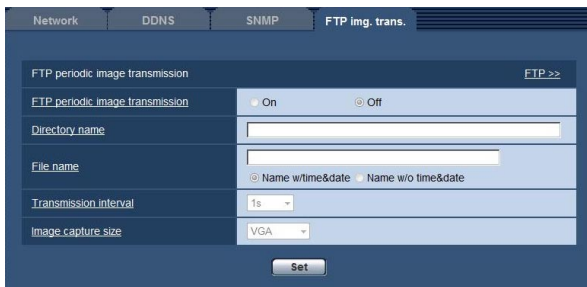 Network DDNS SNMP FTP img. trans.
FTP periodic image transmission FTP >>
FTP periodic image transmission On Off
Directory name
File name
Name w/time&date Name w/o time&date
Transmission interval 1s
Image capture size VGA
Set